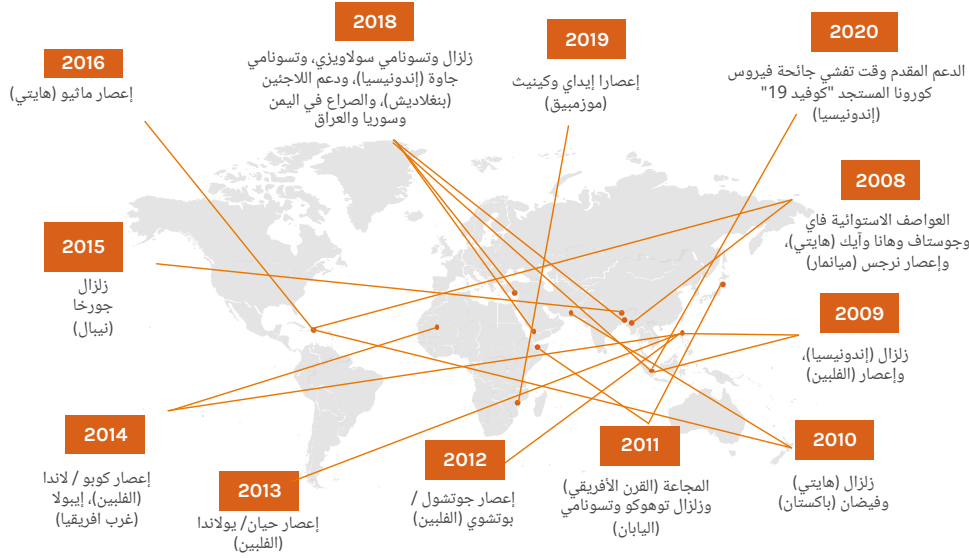 2018
زلزال وتسونامي سولاويزي، وتسونامي
جاوة (إندونيسيا)، ودعم اللاجئين
(بنغلاديش)، والصراع في اليمن
وسوريا والعراق
2019
إعصارا إيداي وكينيث
(موزمبيق)
2020
الدعم المقدم وقت تفشي جائحة فيروس
كورونا المستجد "كوفيد 19"
(إندونيسيا)
2016
إعصار ماثيو (هايتي)
2008
العواصف الاستوائية فاي
وجوستاف وهانا وآيك (هايتي)،
وإعصار نرجس (ميانمار)
2015
زلزال
جورخا
(نيبال)
2009
زلزال (إندونيسيا)،
وإعصار (الفلبين)
2014
إعصار كوبو / لاندا
(الفلبين)، إيبولا
(غرب افريقيا)
2013
إعصار حيان/ يولاندا
(الفلبين)
2012
إعصار جوتشول /
بوتشوي (الفلبين)
2011
المجاعة (القرن الأفريقي)
وزلزال توهوكو وتسونامي
(اليابان)
2010
زلزال (هايتي)
وفيضان (باكستان)